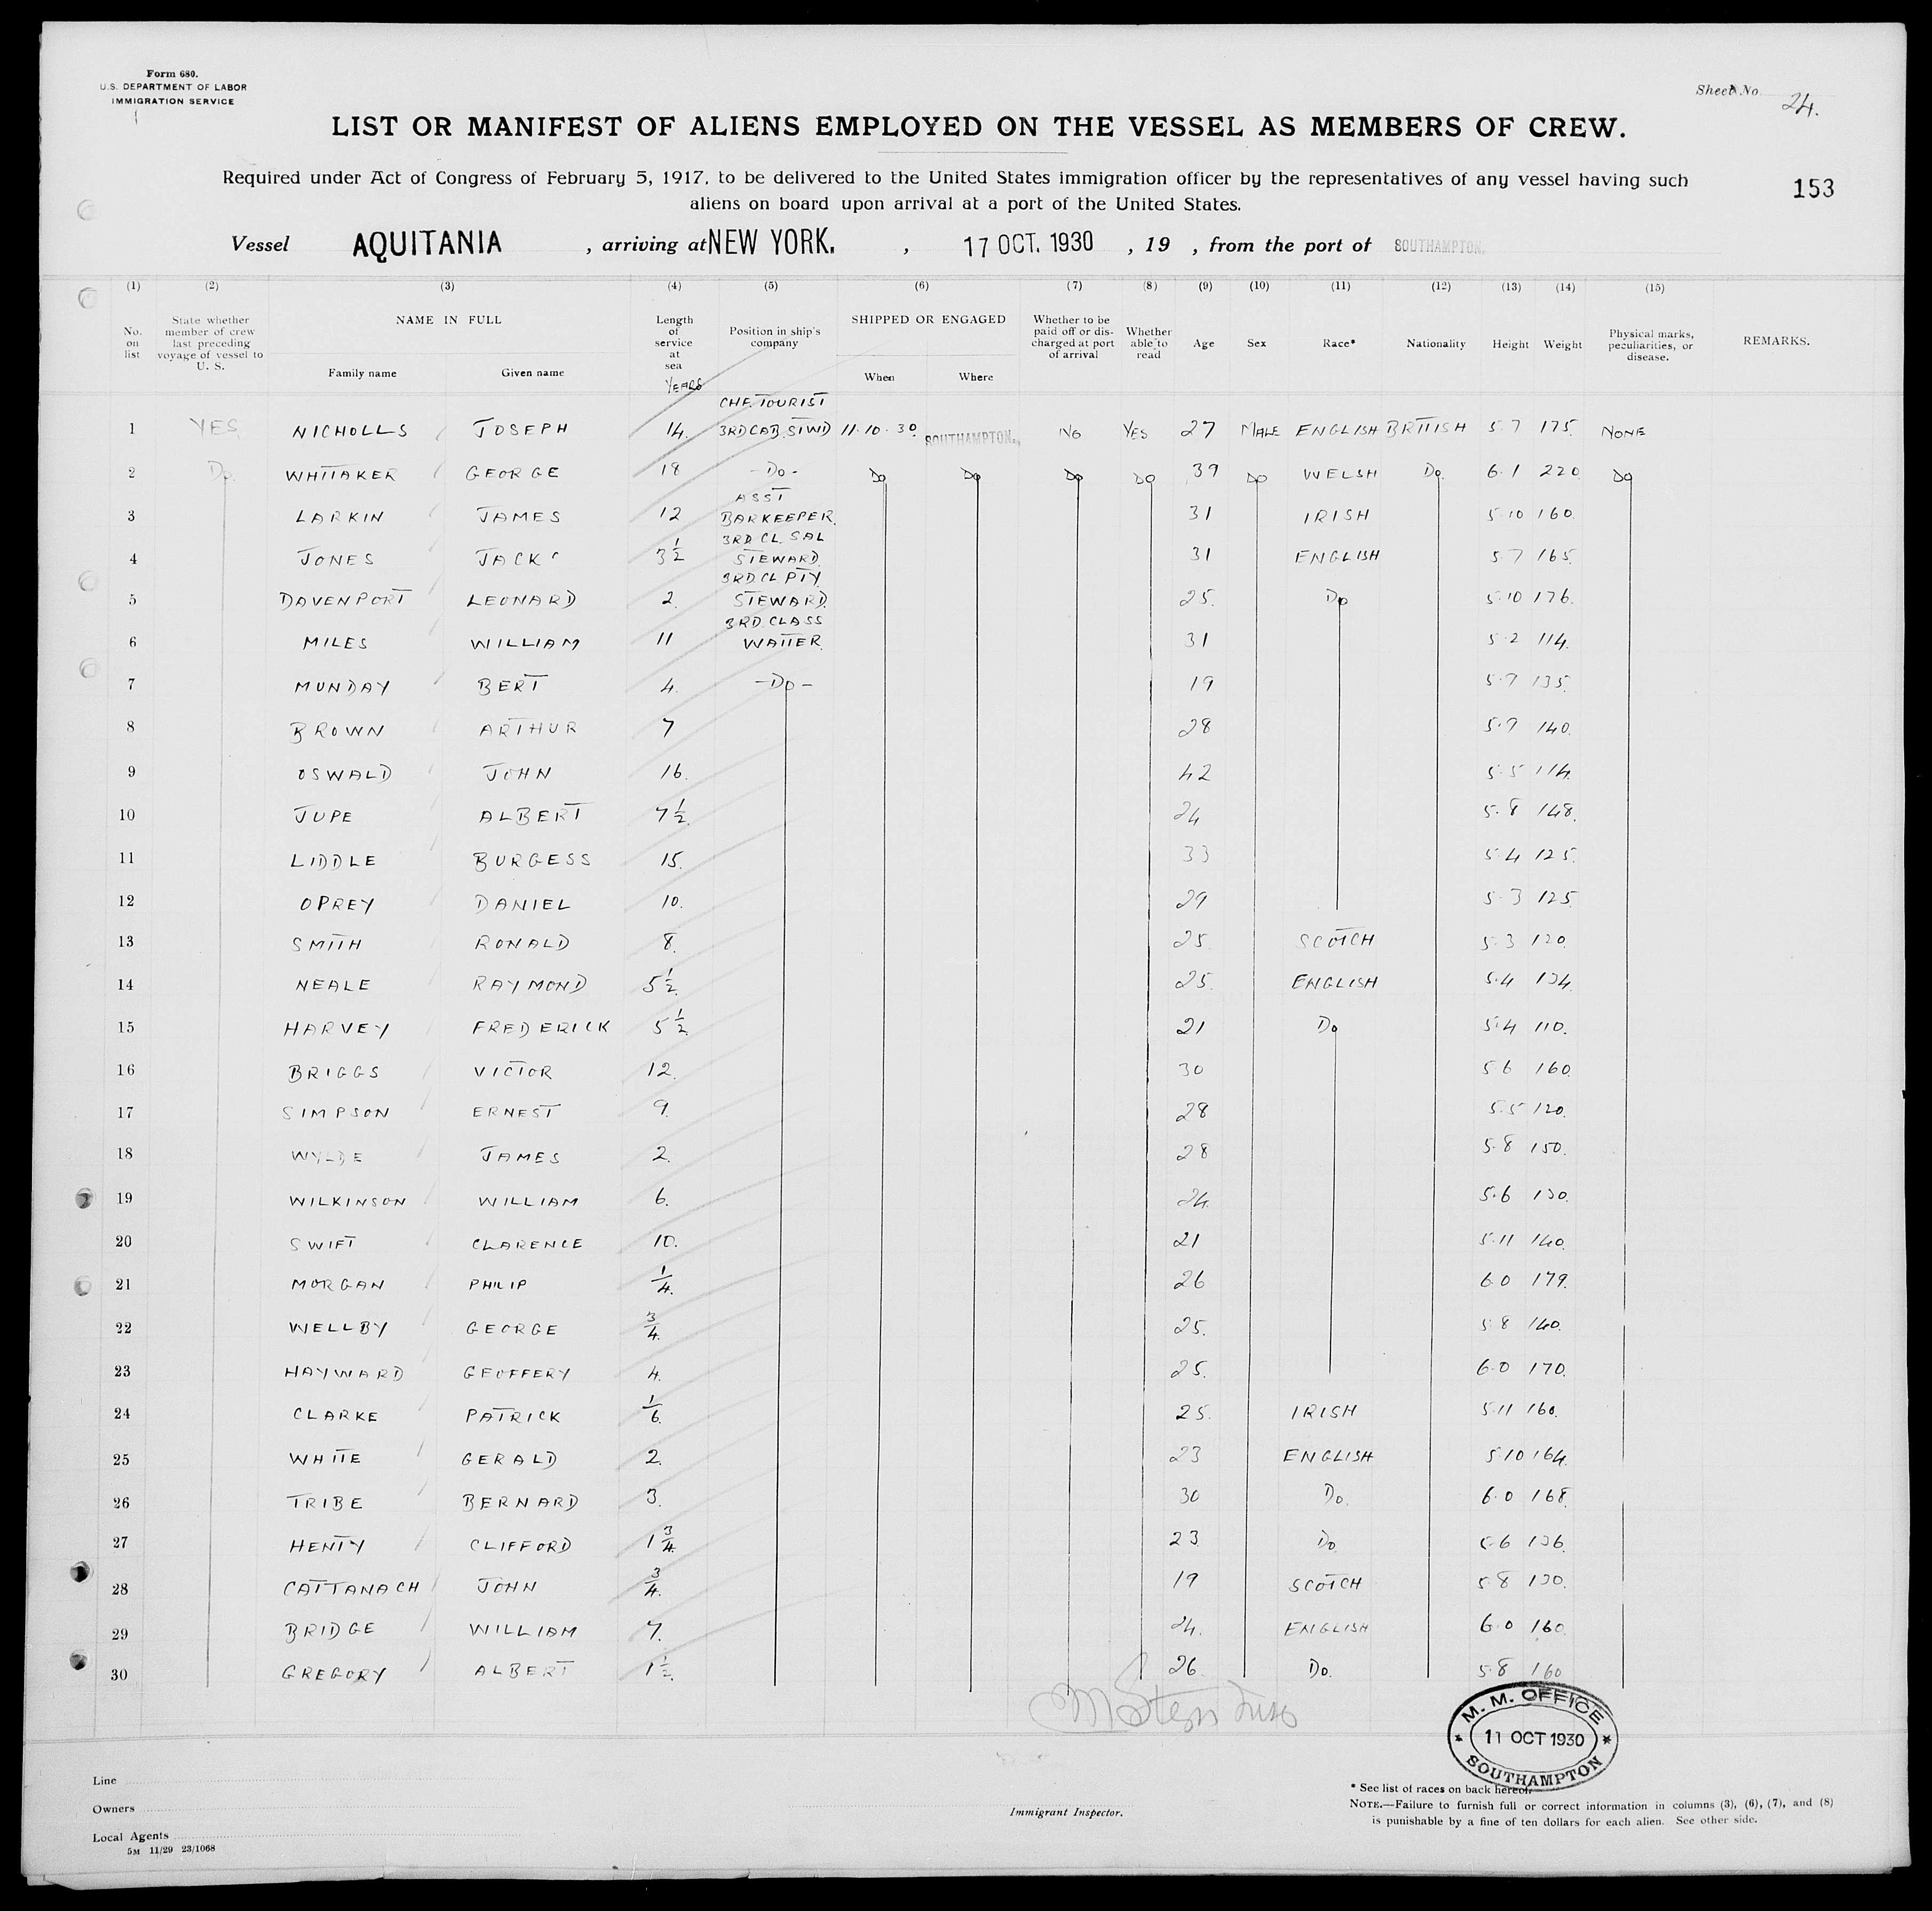 Form 680.
U.S. DEPARTMENT OF LABOR
IMMIGRATION SERVICE
Sheet No. 24.
LIST OR MANIFEST OF ALIENS EMPLOYED ON THE VESSEL AS MEMBERS OF CREW.
Required under Act of Congress of February 5, 1917, to be delivered to the United States immigration officer by the representatives of any vessel having such
aliens on board upon arrival at a port of the United States.
153
Vessel AQUITANIA , arriving at NEW YORK. , 17 OCT. 1930 , 19 , from the port of SOUTHAMPTON.
(1) (2) (3) (4) (5) (6) (7) (8) (9) (10) (11) (12) (13) (14) (15)
No. on list
State whether member of crew last preceding voyage of vessel to U. S.
NAME IN FULL
Family name Given name
Length of service at sea
YEARS
Position in ship's company
SHIPPED OR ENGAGED
When Where
Whether to be paid off or discharged at port of arrival
Whether able to read
Age Sex Race* Nationality Height Weight
Physical marks, peculiarities, or disease.
REMARKS.
CHF. TOURIST
1 YES NICHOLLS JOSEPH 14. 3RD CAB. STWD 11·10·30. SOUTHAMPTON. NO YES 27 MALE ENGLISH BRITISH 5·7 175. NONE
2 Do. WHITTAKER GEORGE 18 -Do- Do Do Do Do 39 Do WELSH Do. 6·1 220. Do
ASST
3 LARKIN JAMES 12 BARKEEPER. 31 IRISH 5·10 160.
3RD CL. SAL
4 JONES JACK 3½ STEWARD. 31 ENGLISH 5·7 165.
3RD CL PTY
5 DAVENPORT LEONARD 2. STEWARD. 25. Do 5·10 176.
3RD CLASS
6 MILES WILLIAM 11 WAITER. 31 5·2 114.
7 MUNDAY BERT 4. -Do- 19 5·9 135.
8 BROWN ARTHUR 7 28 5·9 140.
9 OSWALD JOHN 16. 42 5·5 114.
10 JUPE ALBERT 7½. 24 5·8 148.
11 LIDDLE BURGESS 15. 33 5·4 125.
12 OPREY DANIEL 10. 29 5·3 125.
13 SMITH RONALD 8. 25 SCOTCH 5·3 120.
14 NEALE RAYMOND 5½. 25. ENGLISH 5·4 134.
15 HARVEY FREDERICK 5½. 21 Do 5·4 110.
16 BRIGGS VICTOR 12. 30 5·6 160.
17 SIMPSON ERNEST 9. 28 5·5 120.
18 WYLDE JAMES 2. 28 5·8 150.
19 WILKINSON WILLIAM 6. 24. 5·6 130.
20 SWIFT CLARENCE 10. 21 5·11 140.
21 MORGAN PHILIP ¼. 26 6·0 179.
22 WELLBY GEORGE ¾. 25. 5·8 140.
23 HAYWARD GEOFFERY 4. 25. 6·0 170.
24 CLARKE PATRICK 1/6. 25. IRISH 5·11 160.
25 WHITE GERALD 2. 23 ENGLISH 5·10 164.
26 TRIBE BERNARD 3. 30 Do. 6·0 168.
27 HENTY CLIFFORD 1¾. 23 Do 5·6 136.
28 CATTANACH JOHN ¾. 19 SCOTCH 5·8 130.
29 BRIDGE WILLIAM 7. 24. ENGLISH 6·0 160.
30 GREGORY ALBERT 1½. 26. Do. 5·8 160
M. M. OFFICE
* 11 OCT 1930 *
SOUTHAMPTON
Line
Owners
Local Agents
5M 11/29 23/1068
Immigrant Inspector.
* See list of races on back hereof.
NOTE.—Failure to furnish full or correct information in columns (3), (6), (7), and (8)
is punishable by a fine of ten dollars for each alien. See other side.